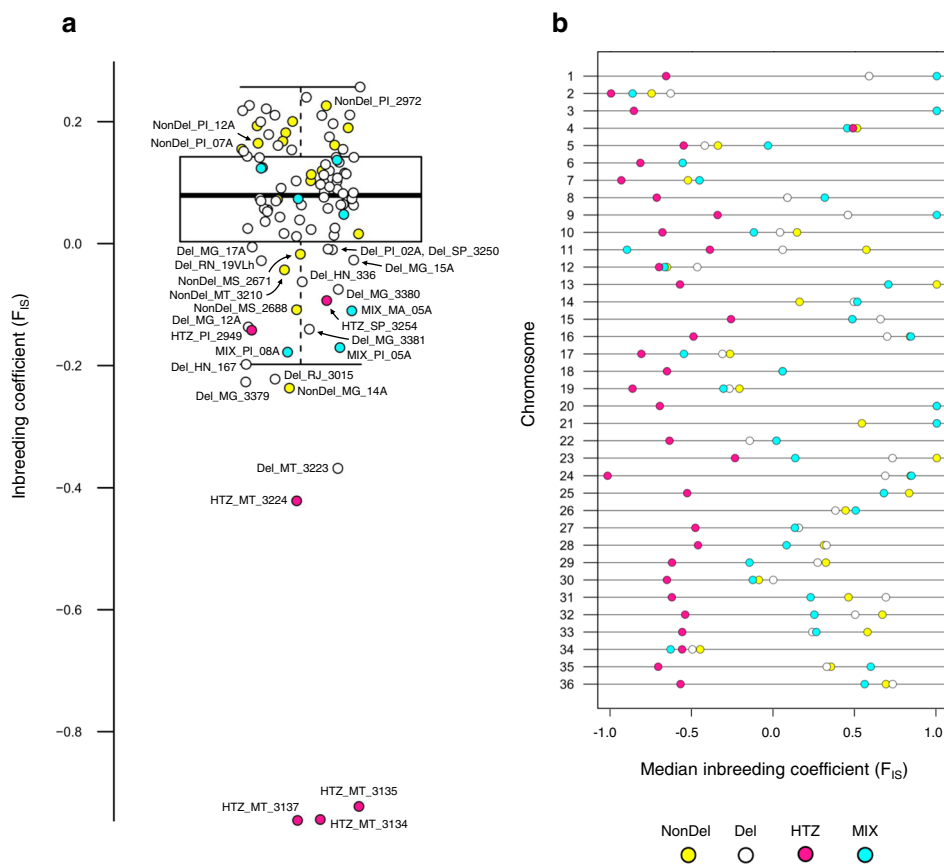 a
b
Inbreeding coefficient (FIS)
0.2
0.0
−0.2
−0.4
−0.6
−0.8
NonDel_PI_2972
NonDel_PI_12A
NonDel_PI_07A
Del_MG_17A
Del_RN_19VLh
NonDel_MS_2671
NonDel_MT_3210
NonDel_MS_2688
Del_MG_12A
HTZ_PI_2949
MIX_PI_08A
Del_HN_167
Del_MG_3379
Del_PI_02A, Del_SP_3250
Del_MG_15A
Del_HN_336
Del_MG_3380
MIX_MA_05A
HTZ_SP_3254
Del_MG_3381
MIX_PI_05A
Del_RJ_3015
NonDel_MG_14A
Del_MT_3223
HTZ_MT_3224
HTZ_MT_3135
HTZ_MT_3137
HTZ_MT_3134
Chromosome
1
2
3
4
5
6
7
8
9
10
11
12
13
14
15
16
17
18
19
20
21
22
23
24
25
26
27
28
29
30
31
32
33
34
35
36
-1.0 -0.5 0.0 0.5 1.0
Median inbreeding coefficient (FIS)
NonDel Del HTZ MIX